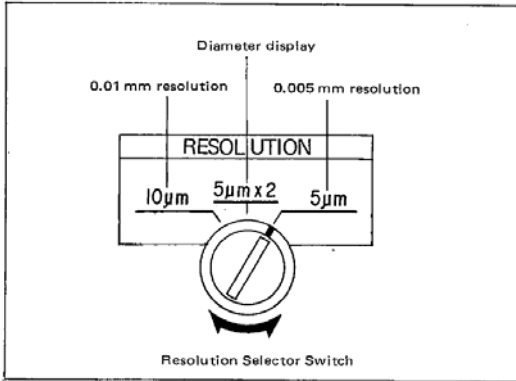 Diameter display
0.01 mm resolution
0.005 mm resolution
RESOLUTION
10μm
5μm x 2
5μm
Resolution Selector Switch